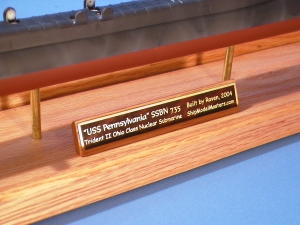 "USS Pennsylvania" SSBN 735 Built by Raven, 2004
Trident II Ohio Class Nuclear Submarine ShipModelMasters.com